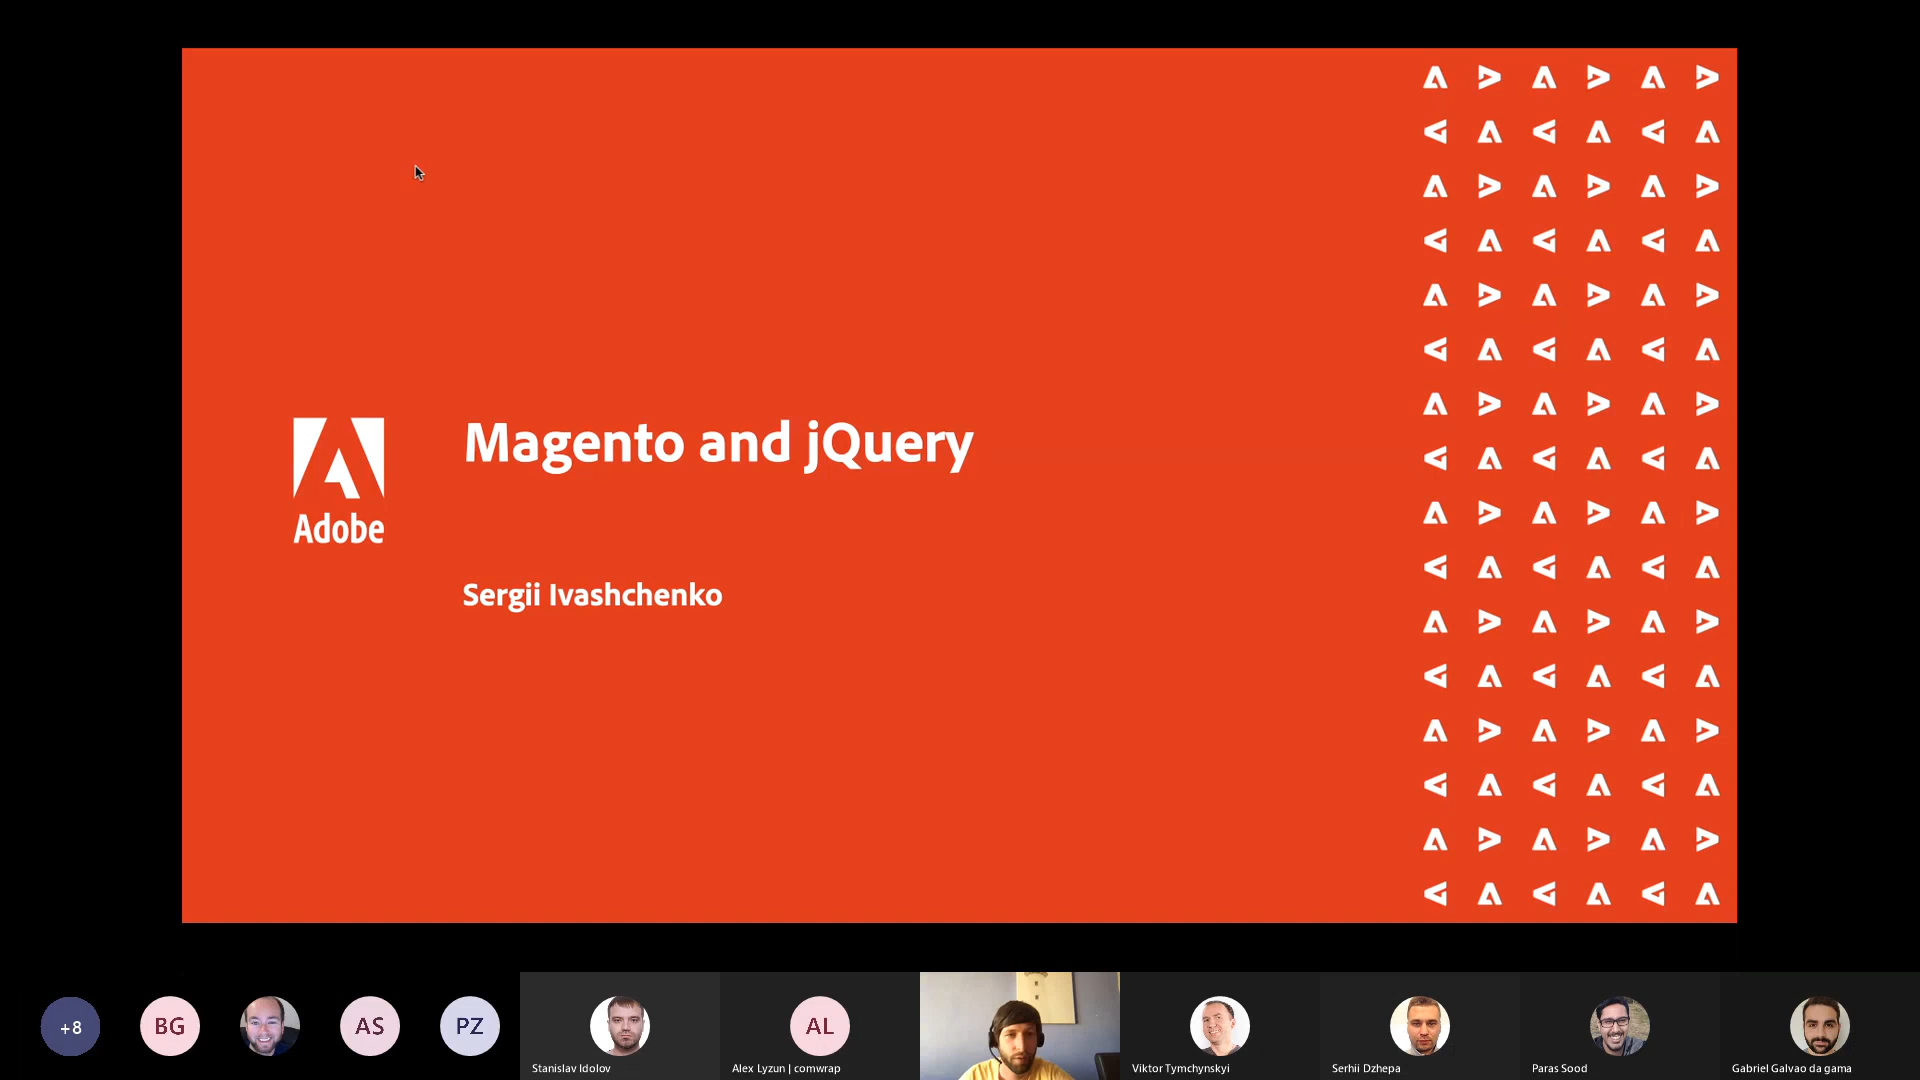 Magento and jQuery
Adobe
Sergii Ivashchenko
+8
BG
AS
PZ
AL
Stanislav Idolov
Alex Lyzun | comwrap
Viktor Tymchynskyi
Serhii Dzhepa
Paras Sood
Gabriel Galvao da gama